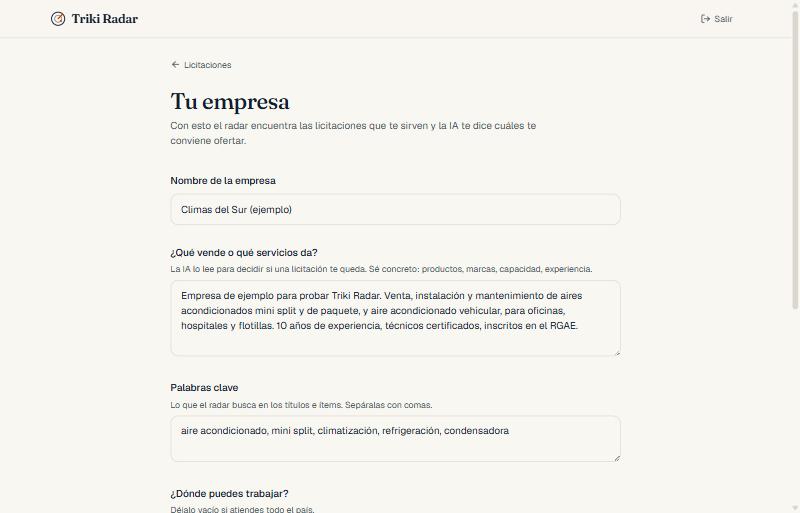 Triki Radar
Salir
Licitaciones
Tu empresa
Con esto el radar encuentra las licitaciones que te sirven y la IA te dice cuáles te
conviene ofertar.
Nombre de la empresa
Climas del Sur (ejemplo)
¿Qué vende o qué servicios da?
La IA lo lee para decidir si una licitación te queda. Sé concreto: productos, marcas, capacidad, experiencia.
Empresa de ejemplo para probar Triki Radar. Venta, instalación y mantenimiento de aires
acondicionados mini split y de paquete, y aire acondicionado vehicular, para oficinas,
hospitales y flotillas. 10 años de experiencia, técnicos certificados, inscritos en el RGAE.
Palabras clave
Lo que el radar busca en los títulos e ítems. Sepáralas con comas.
aire acondicionado, mini split, climatización, refrigeración, condensadora
¿Dónde puedes trabajar?
Déjalo vacío si atiendes todo el país.